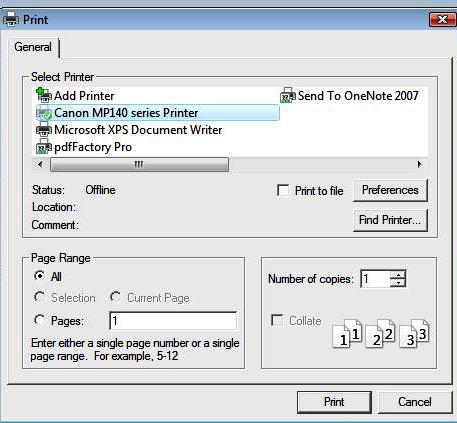 Print
General
Select Printer
Add Printer
Send To OneNote 2007
Canon MP140 series Printer
Microsoft XPS Document Writer
pdfFactory Pro
Status: Offline
Print to file
Preferences
Location:
Comment:
Find Printer...
Page Range
All
Number of copies: 1
Selection Current Page
Pages: 1
Collate
1 1 2 2 3 3
Enter either a single page number or a single
page range. For example, 5-12
Print Cancel